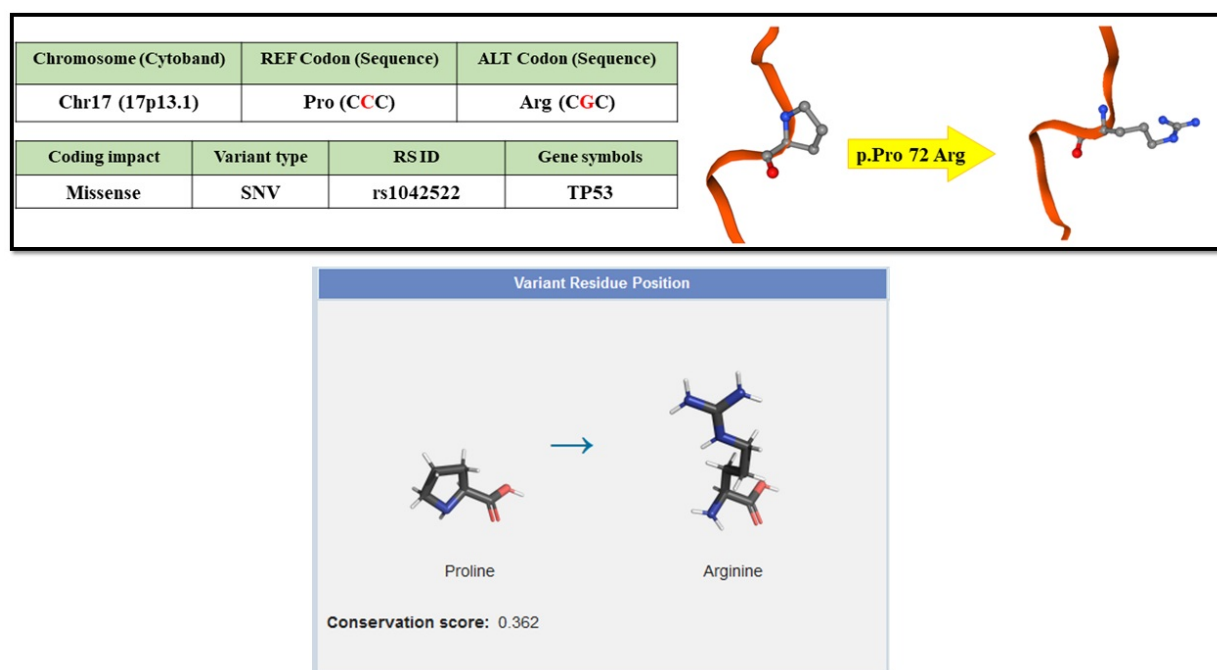 Chromosome (Cytoband) REF Codon (Sequence) ALT Codon (Sequence)
Chr17 (17p13.1) Pro (CCC) Arg (CGC)
Coding impact Variant type RS ID Gene symbols
Missense SNV rs1042522 TP53
p.Pro 72 Arg
Variant Residue Position
→
Proline Arginine
Conservation score: 0.362